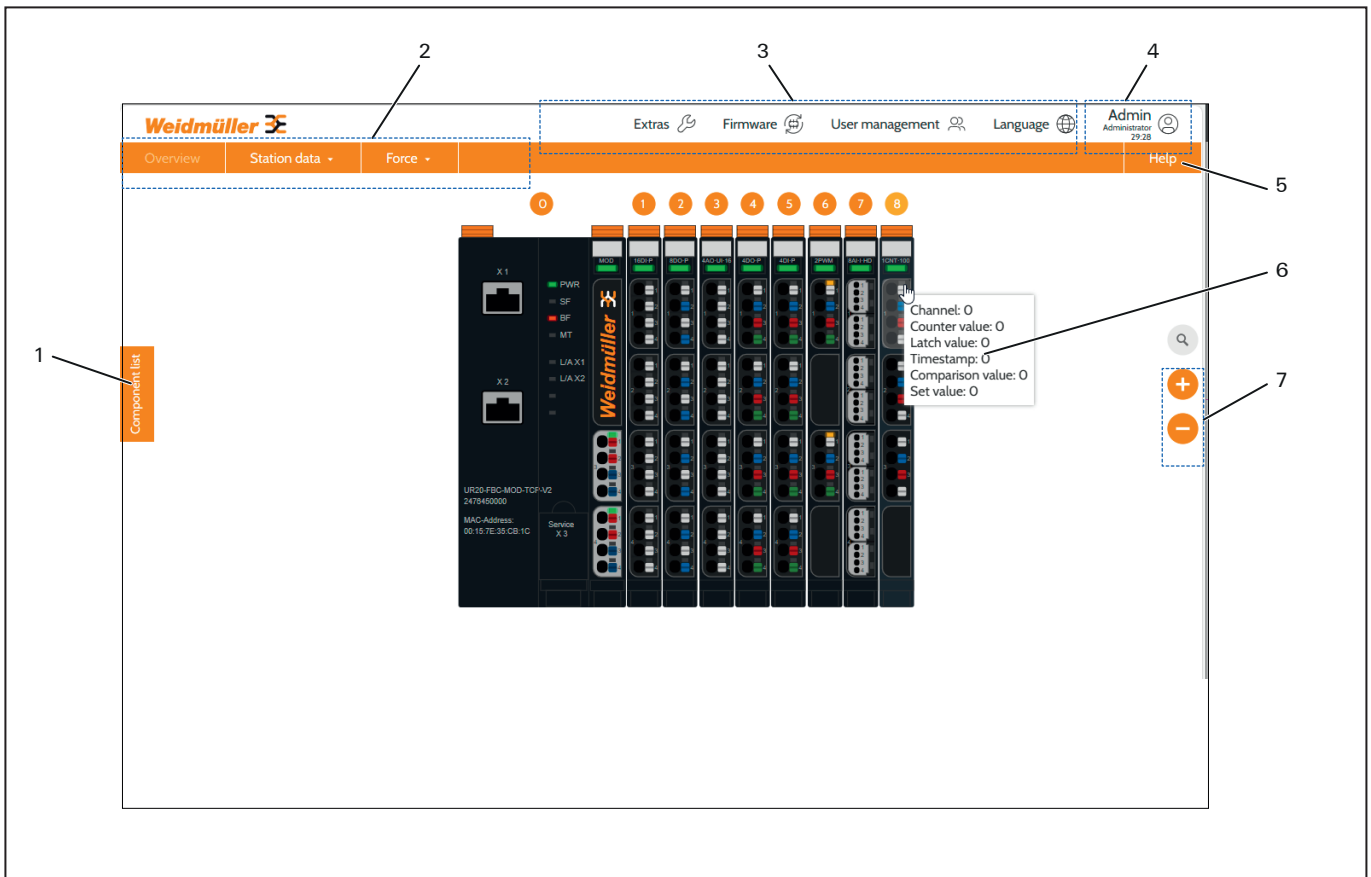 2
3
4
Weidmüller
Extras
Firmware
User management
Language
Admin
Administrator
29:28
Overview
Station data
Force
Help
5
0
1
2
3
4
5
6
7
8
MOD
16DI-P
8DO-P
4AO-UI-16
4DO-P
4DI-P
2PWM
8AI-I-HD
1CNT-100
X 1
PWR
SF
BF
MT
L/A X1
L/A X2
X 2
Weidmüller
6
Channel: 0
Counter value: 0
Latch value: 0
Timestamp: 0
Comparison value: 0
Set value: 0
1
Component list
7
UR20-FBC-MOD-TCP-V2
2476450000
MAC-Address:
00:15:7E:35:CB:1C
Service
X 3